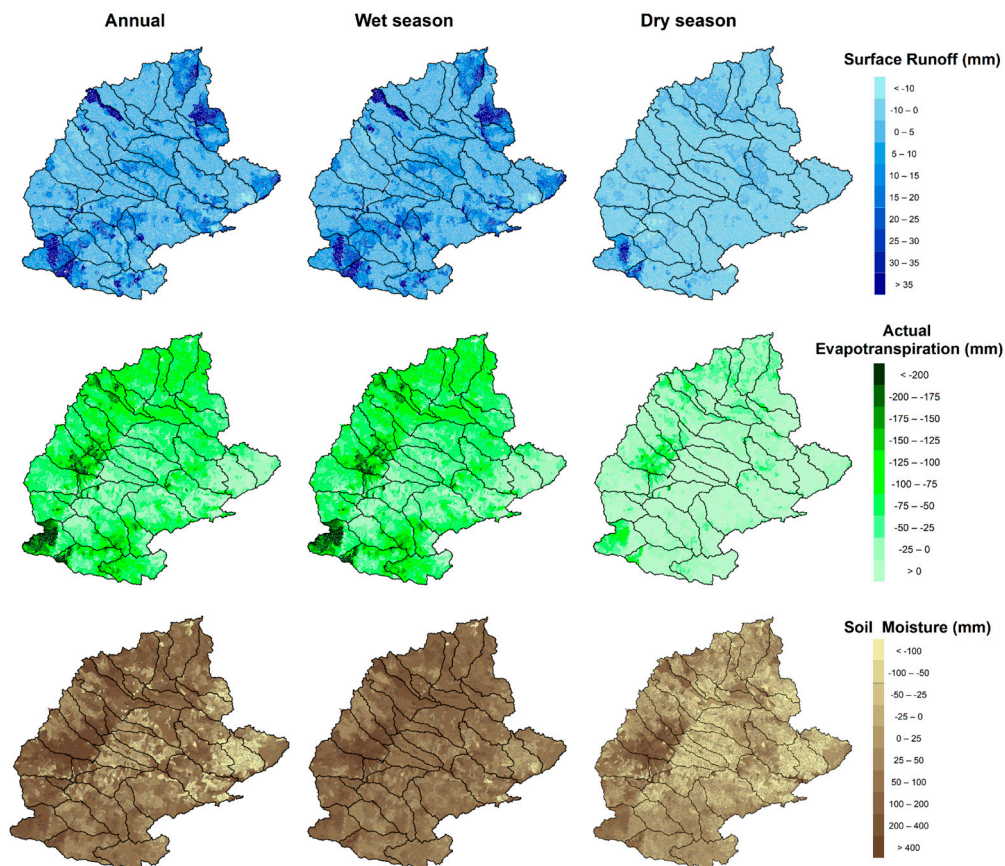 Annual
Wet season
Dry season
Surface Runoff (mm)
< -10
-10 – 0
0 – 5
5 – 10
10 – 15
15 – 20
20 – 25
25 – 30
30 – 35
> 35
Actual
Evapotranspiration (mm)
< -200
-200 – -175
-175 – -150
-150 – -125
-125 – -100
-100 – -75
-75 – -50
-50 – -25
-25 – 0
> 0
Soil Moisture (mm)
< -100
-100 – -50
-50 – -25
-25 – 0
0 – 25
25 – 50
50 – 100
100 – 200
200 – 400
> 400